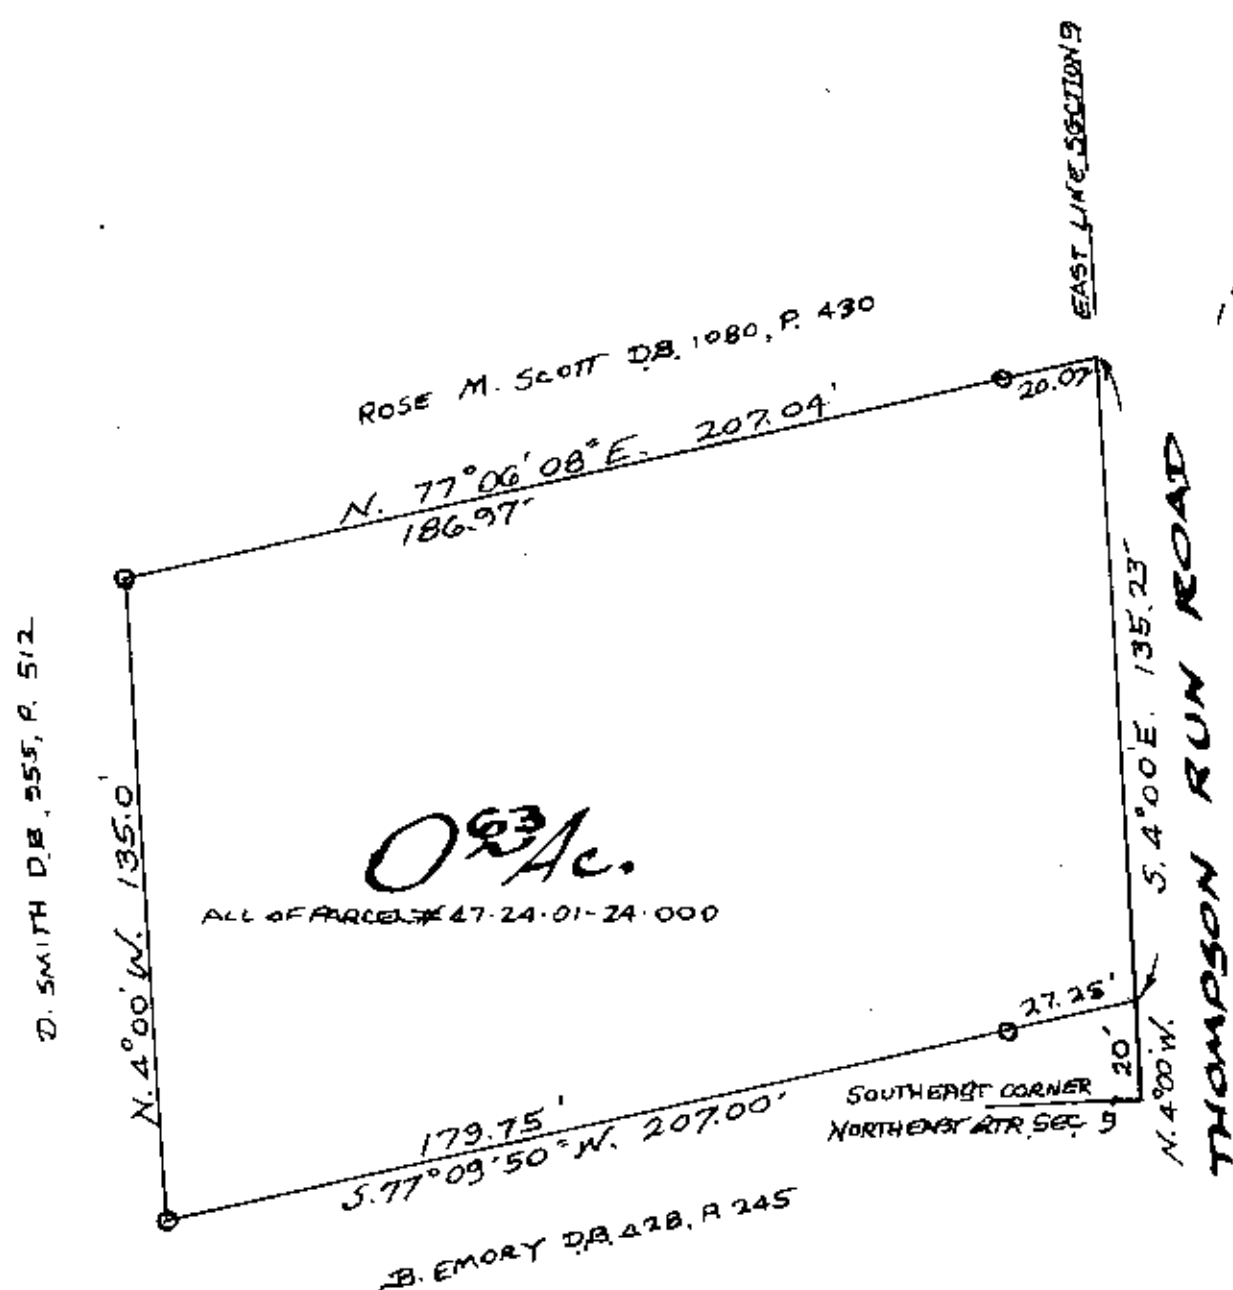 EAST LINE SECTION 9
ROSE M. SCOTT D.B. 1080, P. 430
N. 77°06'08"E. 207.04'
186.97'
20.07
S. 4°00'E. 135.23'
THOMPSON RUN ROAD
D. SMITH D.B. 955, P. 512
N. 4°00'W. 135.0'
0.63 Ac.
ALL OF PARCEL # 47-24-01-24-000
27.25'
20'
N. 4°00'W.
SOUTHEAST CORNER
NORTHEAST QTR. SEC. 9
179.75'
S. 77°09'50"W. 207.00'
B. EMORY D.B. 428, P. 245